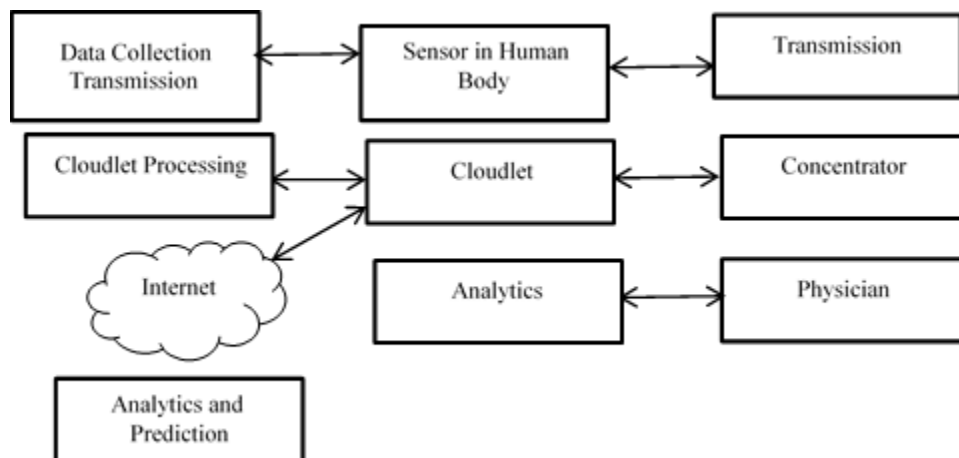 Data Collection
Transmission
Sensor in Human
Body
Transmission
Cloudlet Processing
Cloudlet
Concentrator
Internet
Analytics
Physician
Analytics and
Prediction